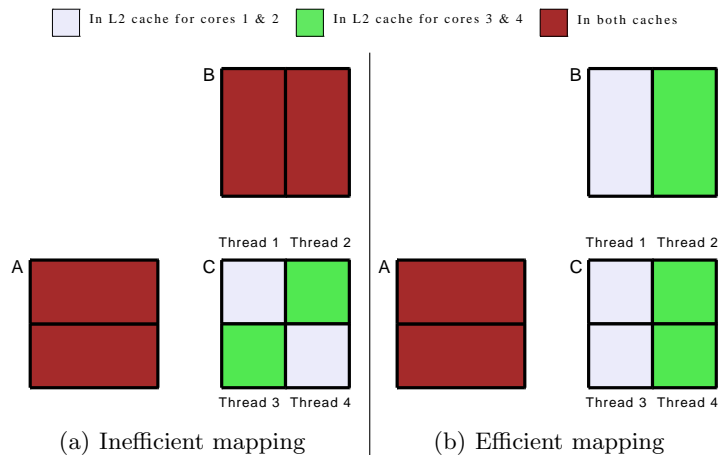 In L2 cache for cores 1 & 2 In L2 cache for cores 3 & 4 In both caches
B B
Thread 1 Thread 2 Thread 1 Thread 2
A C A C
Thread 3 Thread 4 Thread 3 Thread 4
(a) Inefficient mapping (b) Efficient mapping